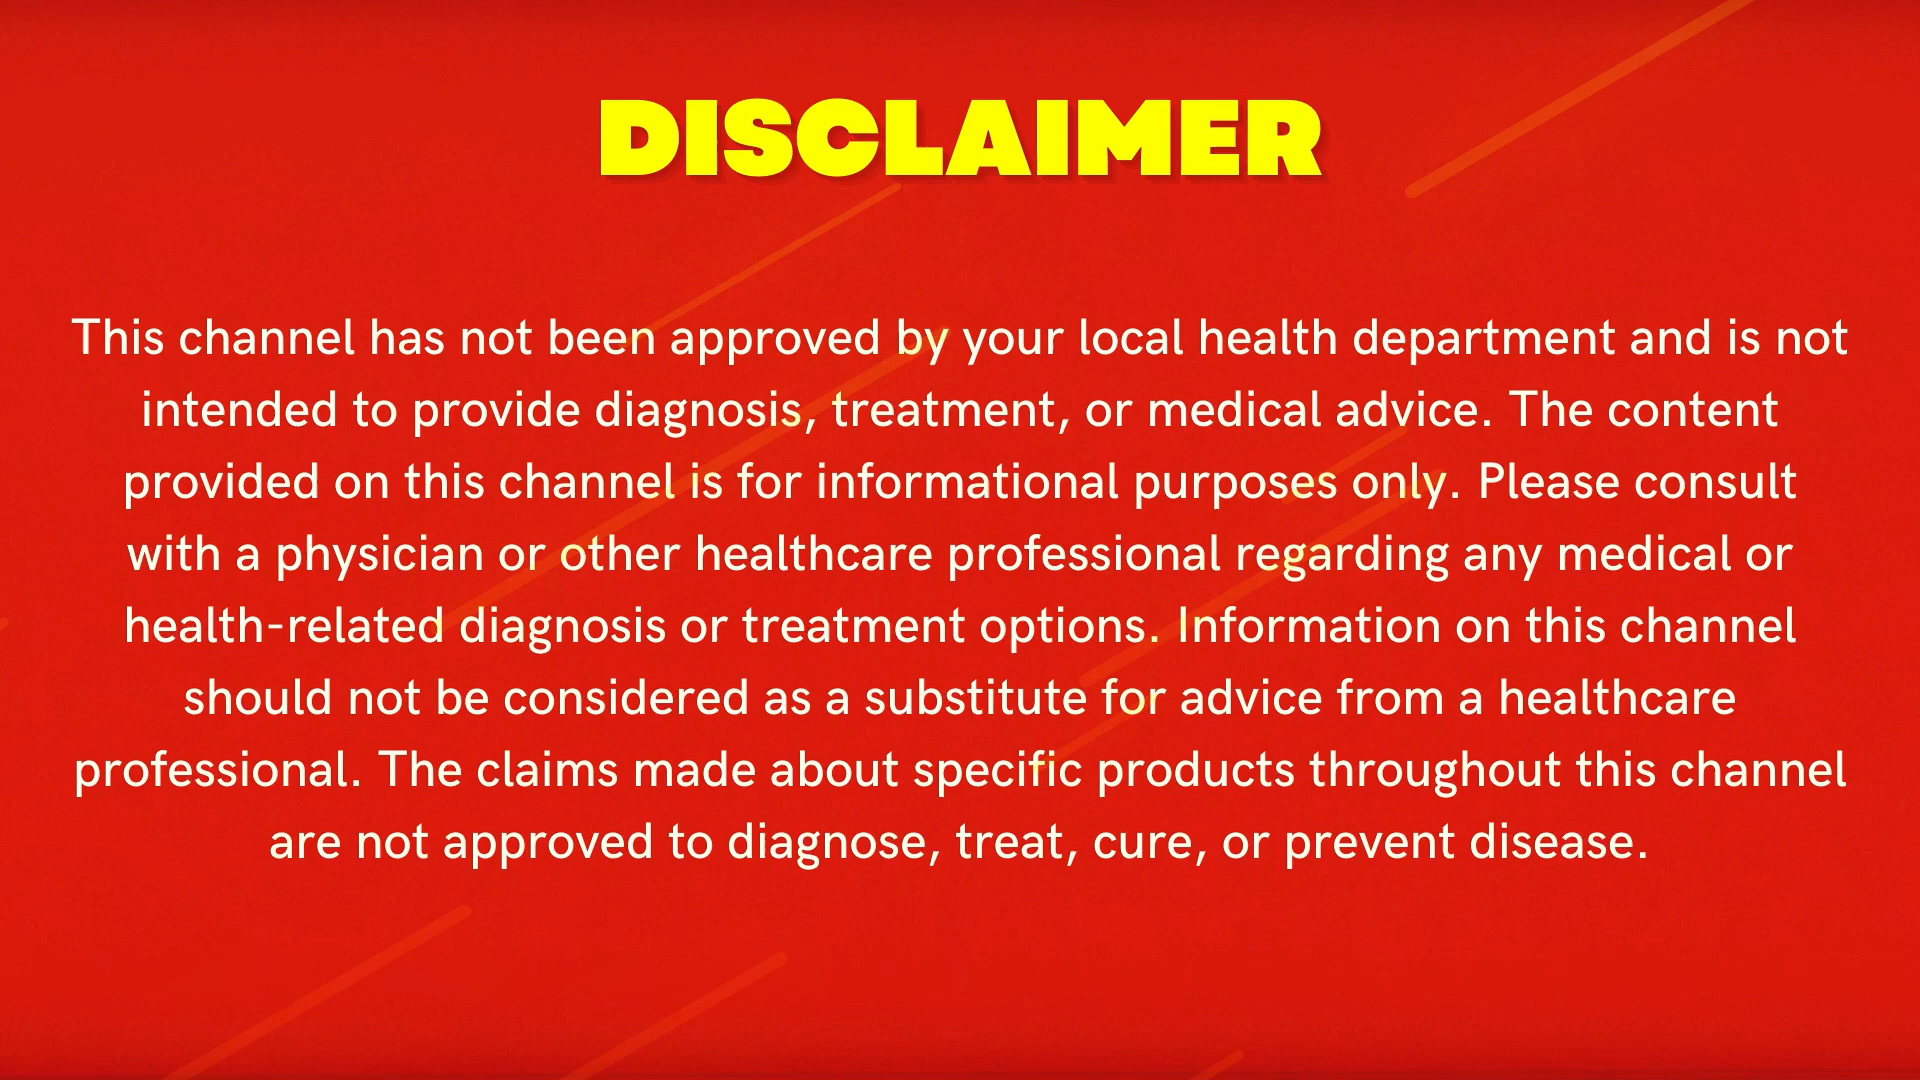 DISCLAIMER
This channel has not been approved by your local health department and is not
intended to provide diagnosis, treatment, or medical advice. The content
provided on this channel is for informational purposes only. Please consult
with a physician or other healthcare professional regarding any medical or
health-related diagnosis or treatment options. Information on this channel
should not be considered as a substitute for advice from a healthcare
professional. The claims made about specific products throughout this channel
are not approved to diagnose, treat, cure, or prevent disease.